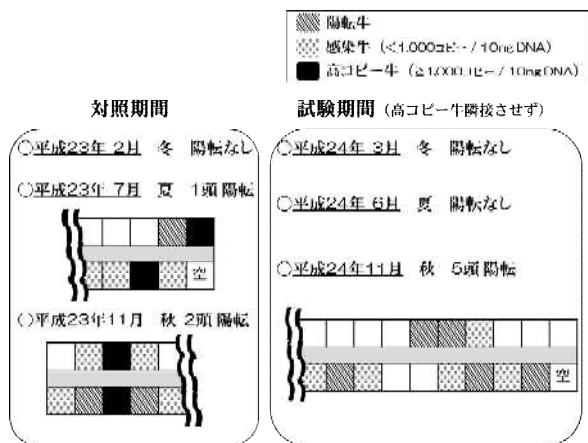 陽転牛
感染牛（<1,000コピー/10ngDNA）
高コピー牛（≧1,000コピー/10ngDNA）
対照期間
試験期間（高コピー牛隣接させず）
○平成23年 2月 冬 陽転なし
○平成23年 7月 夏 1頭 陽転
空
○平成23年11月 秋 2頭 陽転
○平成24年 3月 冬 陽転なし
○平成24年 6月 夏 陽転なし
○平成24年11月 秋 5頭 陽転
空